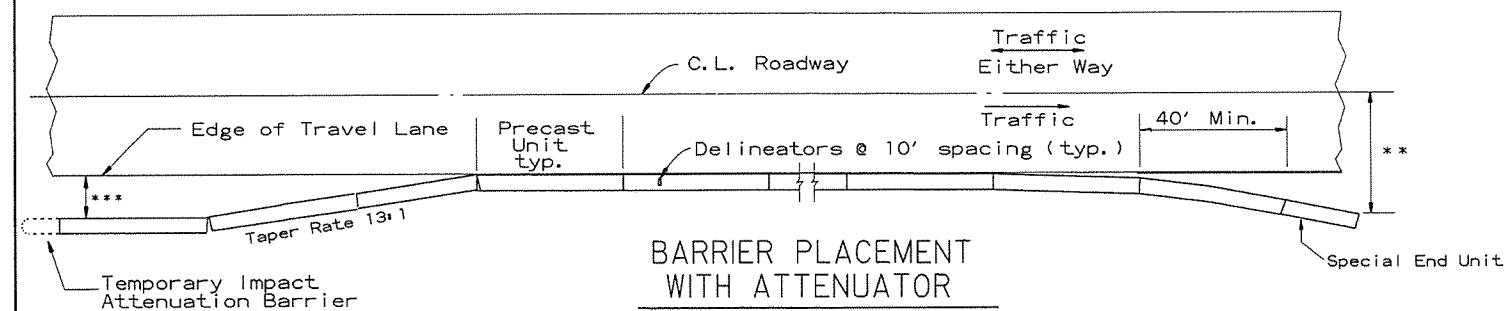 Traffic
Either Way
C.L. Roadway
Traffic
40' Min.
Edge of Travel Lane
Precast
Unit
typ.
Delineators @ 10' spacing (typ.)
**
***
Taper Rate 13:1
BARRIER PLACEMENT
WITH ATTENUATOR
Special End Unit
Temporary Impact
Attenuation Barrier